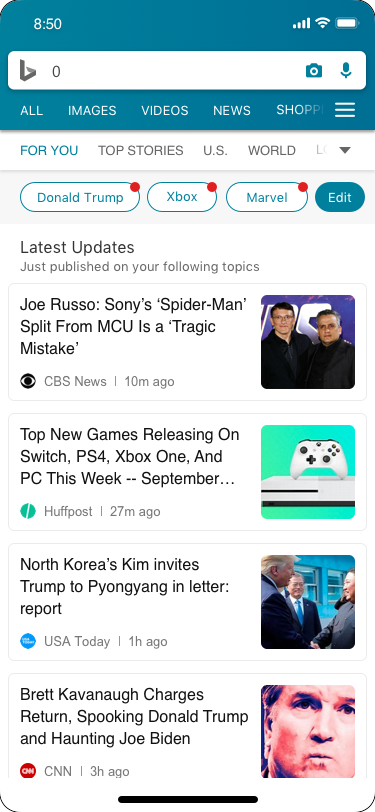 8:50
0
ALL IMAGES VIDEOS NEWS SHOPP
FOR YOU TOP STORIES U.S. WORLD LO
Donald Trump Xbox Marvel Edit
Latest Updates
Just published on your following topics
Joe Russo: Sony’s ‘Spider-Man’
Split From MCU Is a ‘Tragic
Mistake’
CBS News | 10m ago
Top New Games Releasing On
Switch, PS4, Xbox One, And
PC This Week -- September…
Huffpost | 27m ago
North Korea’s Kim invites
Trump to Pyongyang in letter:
report
USA Today | 1h ago
Brett Kavanaugh Charges
Return, Spooking Donald Trump
and Haunting Joe Biden
CNN | 3h ago